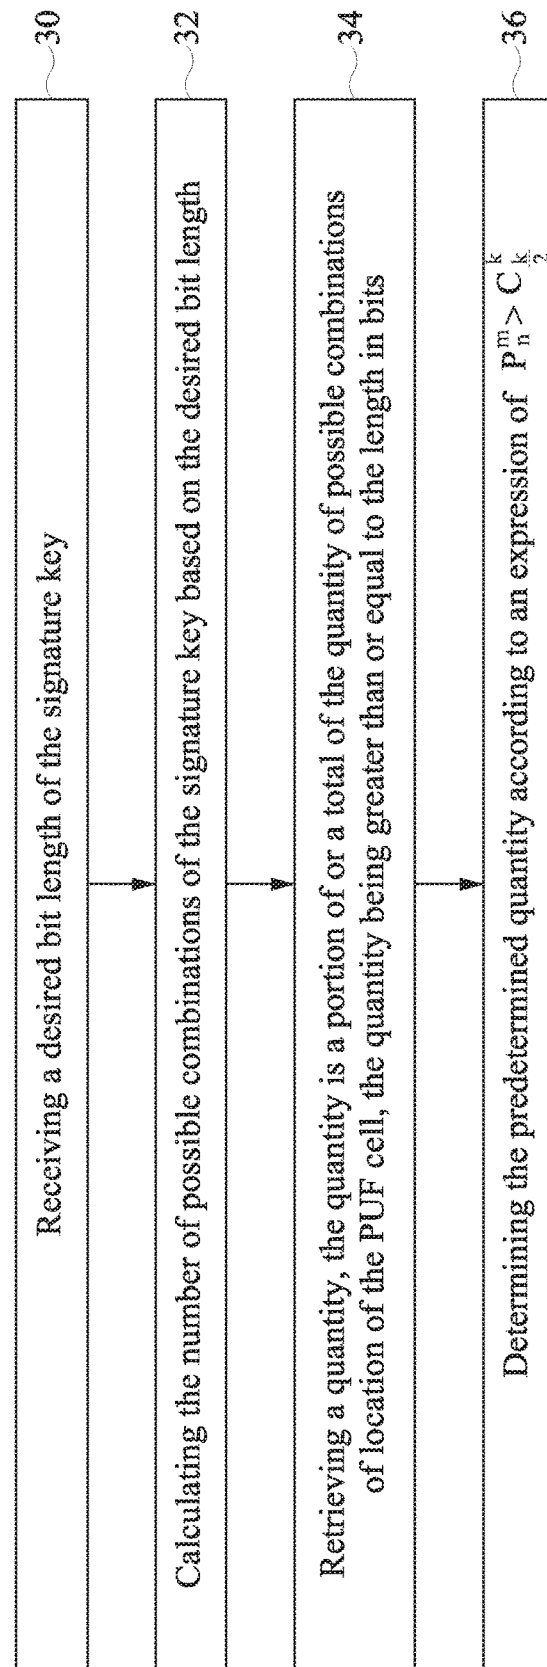 Receiving a desired bit length of the signature key
30
Calculating the number of possible combinations of the signature key based on the desired bit length
32
Retrieving a quantity, the quantity is a portion of or a total of the quantity of possible combinations
of location of the PUF cell, the quantity being greater than or equal to the length in bits
34
Determining the predetermined quantity according to an expression of P_n^m > C_{\frac{k}{2}}^k
36